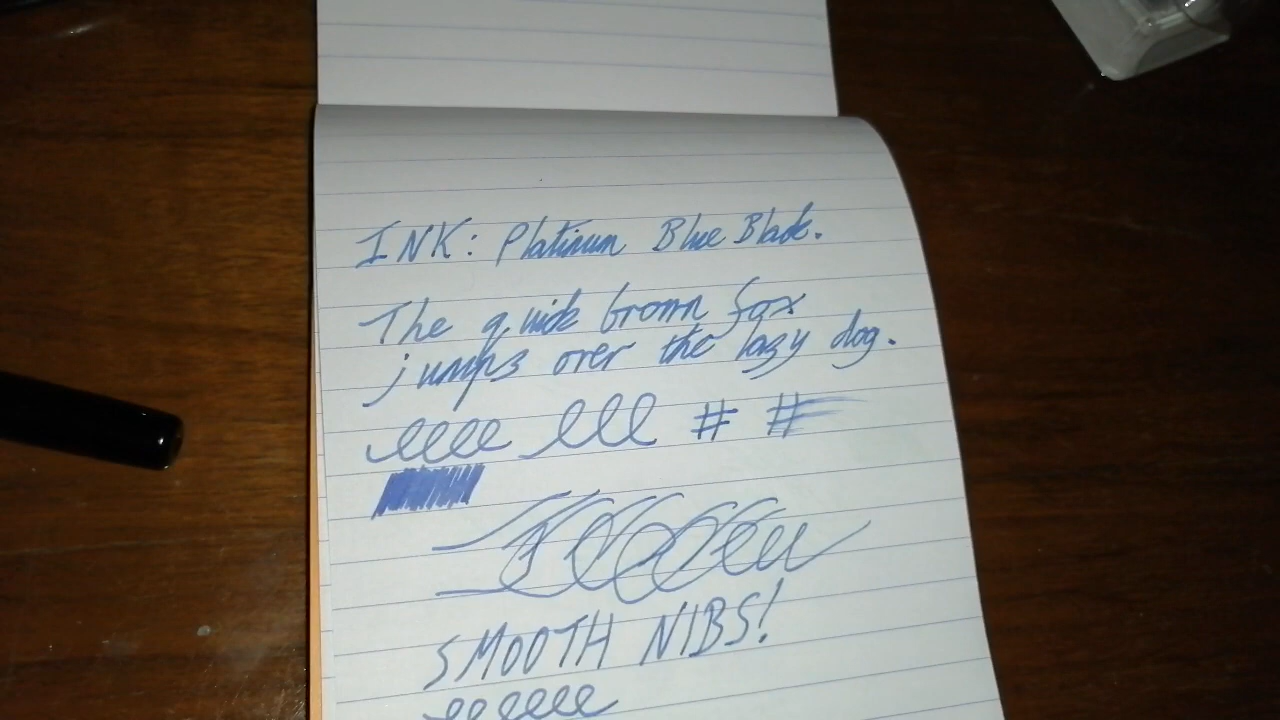 INK: Platinum Blue Black.
The quick brown fox
jumps over the lazy dog.
# #
SMOOTH NIBS!